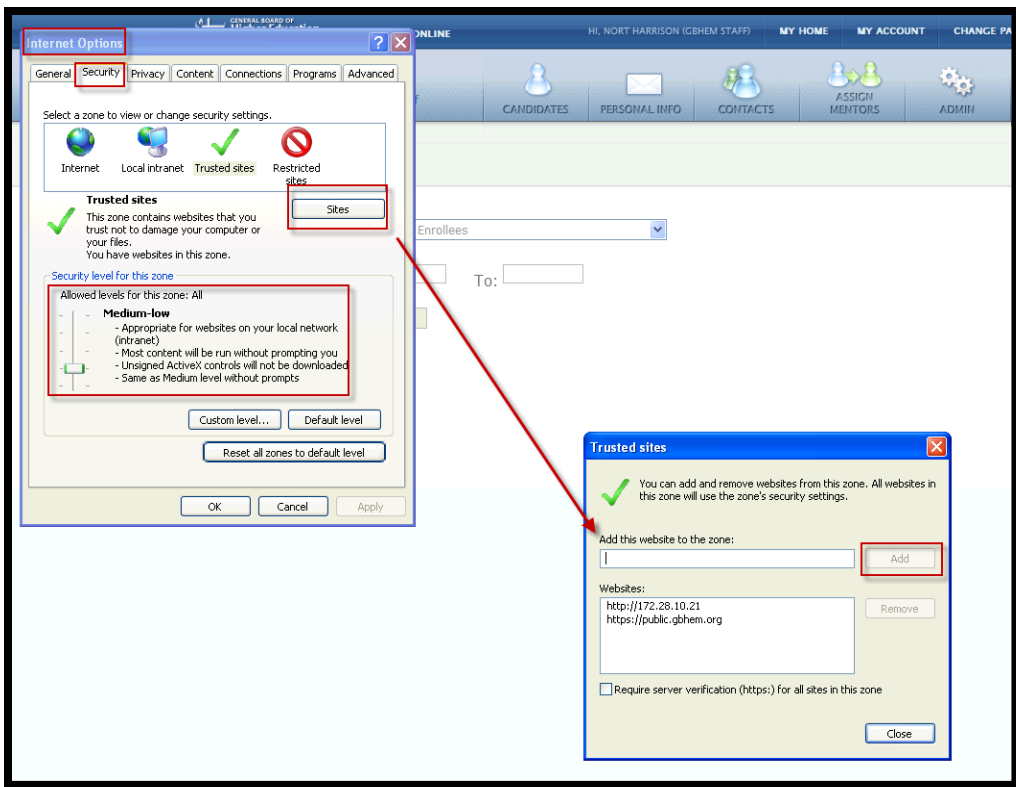 GENERAL BOARD OF
Higher Education
ONLINE
HI, NORT HARRISON (GBHEM STAFF)
MY HOME
MY ACCOUNT
CHANGE PA
CANDIDATES
PERSONAL INFO
CONTACTS
ASSIGN
MENTORS
ADMIN
Enrollees
To:
Internet Options
General
Security
Privacy
Content
Connections
Programs
Advanced
Select a zone to view or change security settings.
Internet
Local intranet
Trusted sites
Restricted
sites
Trusted sites
Sites
This zone contains websites that you
trust not to damage your computer or
your files.
You have websites in this zone.
Security level for this zone
Allowed levels for this zone: All
Medium-low
- Appropriate for websites on your local network
(intranet)
- Most content will be run without prompting you
- Unsigned ActiveX controls will not be downloaded
- Same as Medium level without prompts
Custom level...
Default level
Reset all zones to default level
OK
Cancel
Apply
Trusted sites
You can add and remove websites from this zone. All websites in
this zone will use the zone's security settings.
Add this website to the zone:
Add
Websites:
http://172.28.10.21
https://public.gbhem.org
Remove
Require server verification (https:) for all sites in this zone
Close